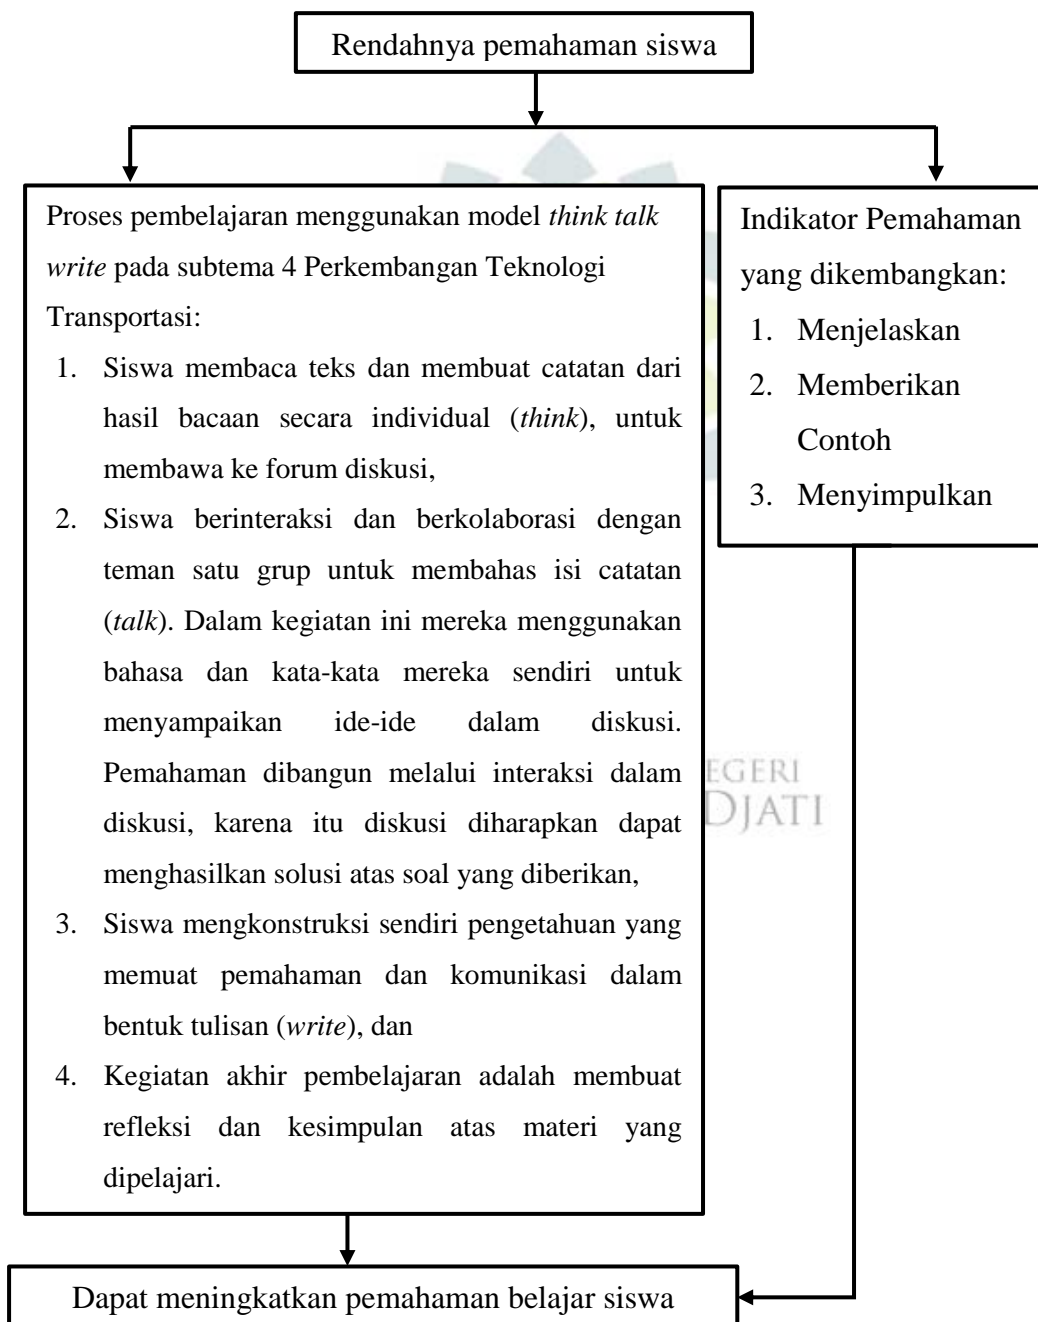 Rendahnya pemahaman siswa
Proses pembelajaran menggunakan model think talk
write pada subtema 4 Perkembangan Teknologi
Transportasi:
1. Siswa membaca teks dan membuat catatan dari
hasil bacaan secara individual (think), untuk
membawa ke forum diskusi,
2. Siswa berinteraksi dan berkolaborasi dengan
teman satu grup untuk membahas isi catatan
(talk). Dalam kegiatan ini mereka menggunakan
bahasa dan kata-kata mereka sendiri untuk
menyampaikan ide-ide dalam diskusi.
Pemahaman dibangun melalui interaksi dalam
diskusi, karena itu diskusi diharapkan dapat
menghasilkan solusi atas soal yang diberikan,
3. Siswa mengkonstruksi sendiri pengetahuan yang
memuat pemahaman dan komunikasi dalam
bentuk tulisan (write), dan
4. Kegiatan akhir pembelajaran adalah membuat
refleksi dan kesimpulan atas materi yang
dipelajari.
Indikator Pemahaman
yang dikembangkan:
1. Menjelaskan
2. Memberikan
Contoh
3. Menyimpulkan
EGERI
DJATI
Dapat meningkatkan pemahaman belajar siswa